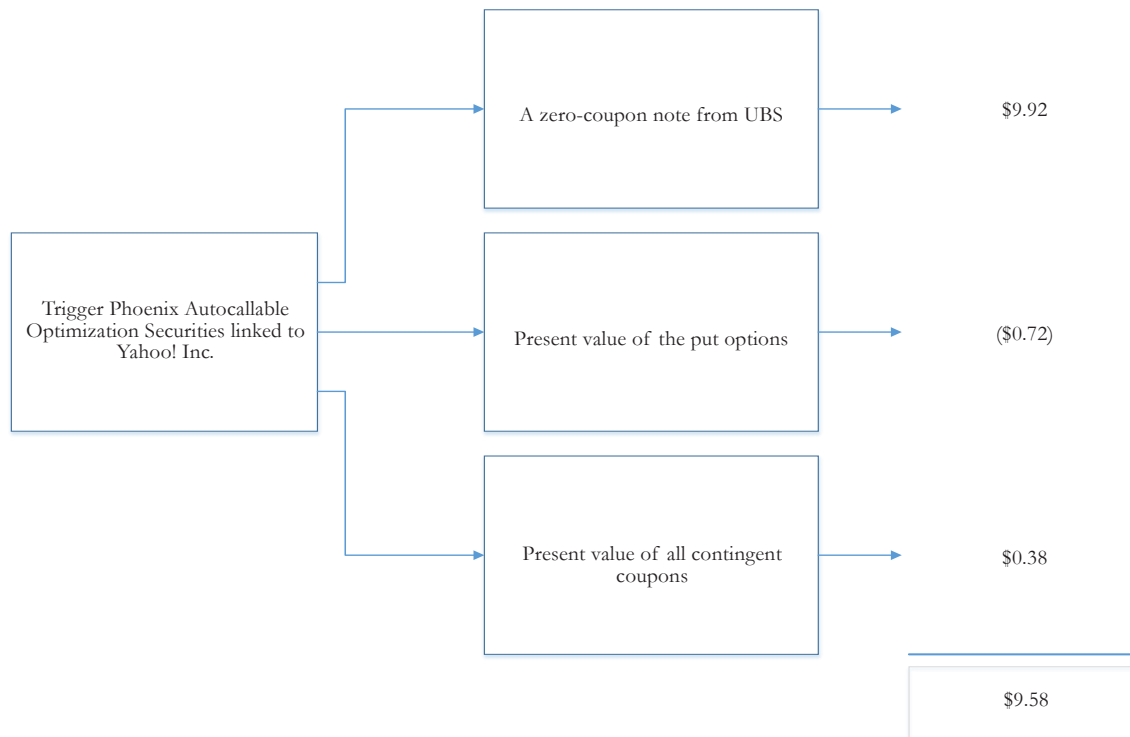 A zero-coupon note from UBS
$9.92
Trigger Phoenix Autocallable
Optimization Securities linked to
Yahoo! Inc.
Present value of the put options
($0.72)
Present value of all contingent
coupons
$0.38
$9.58